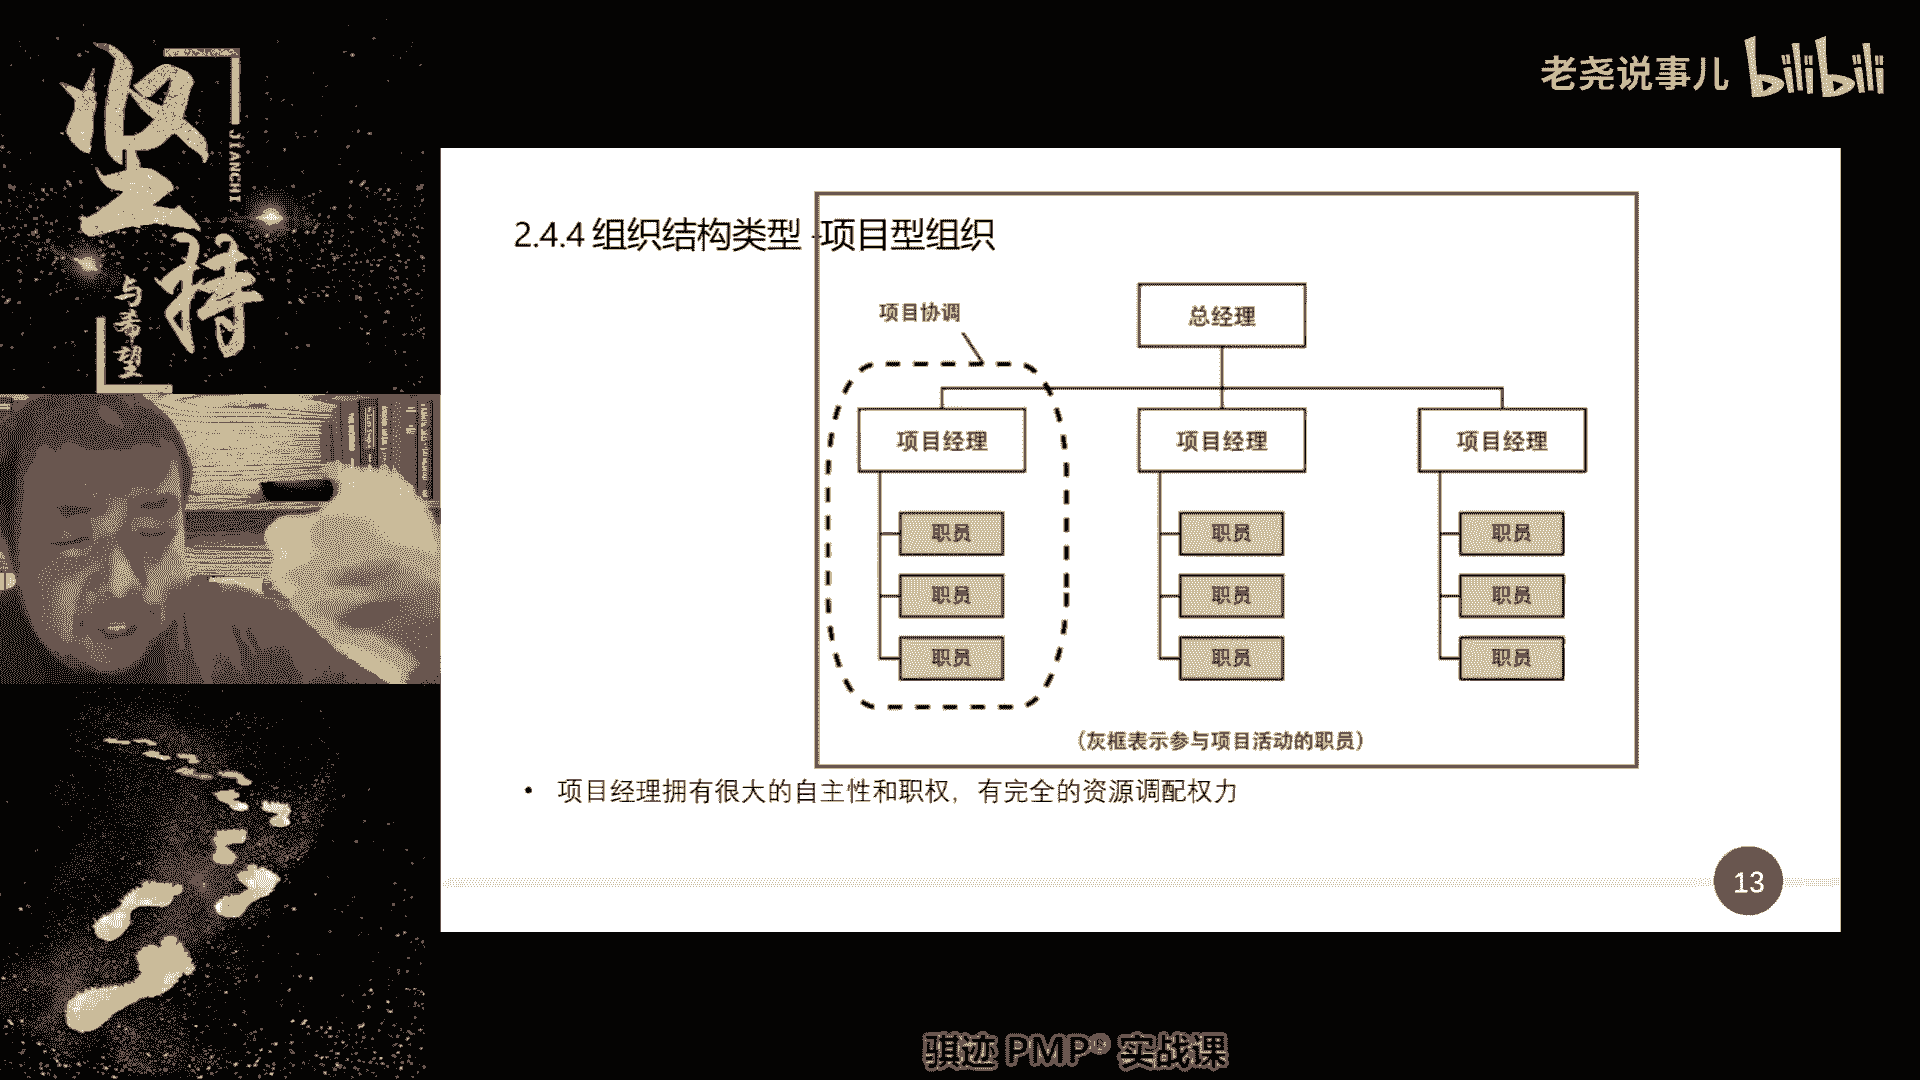 坚持
JIANCHI
与希望
老尧说事儿 bilibili
2.4.4 组织结构类型 -项目型组织
项目协调
总经理
项目经理 项目经理 项目经理
职员 职员 职员
职员 职员 职员
职员 职员 职员
(灰框表示参与项目活动的职员)
• 项目经理拥有很大的自主性和职权，有完全的资源调配权力
13
骐迹 PMP® 实战课